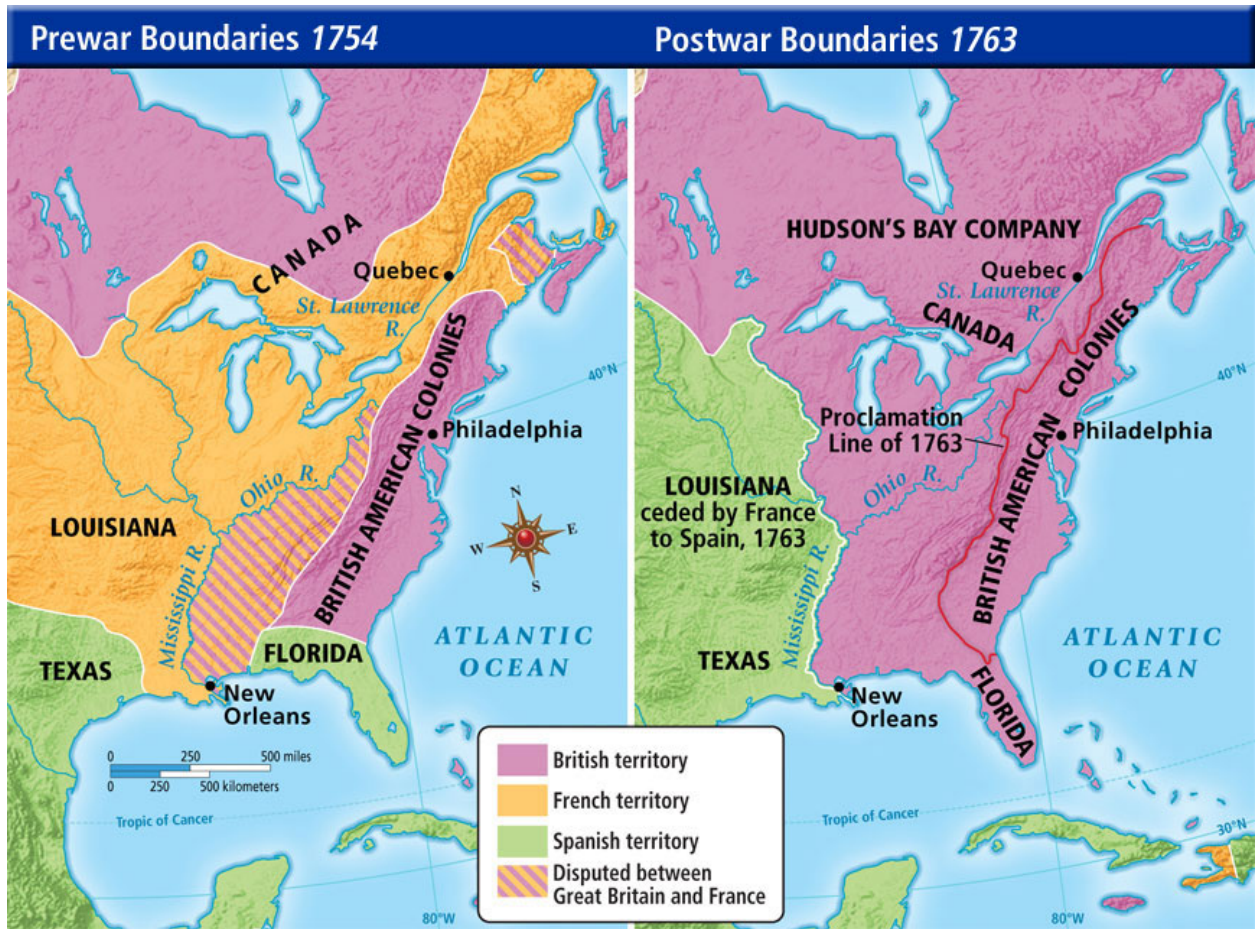 Prewar Boundaries 1754
CANADA
Quebec
St. Lawrence
R.
BRITISH AMERICAN COLONIES
40°N
Philadelphia
Ohio R.
LOUISIANA
Mississippi R.
N
W E
S
ATLANTIC
OCEAN
TEXAS
FLORIDA
New
Orleans
0 250 500 miles
0 250 500 kilometers
Tropic of Cancer
80°W
Postwar Boundaries 1763
HUDSON'S BAY COMPANY
Quebec
St. Lawrence
R.
CANADA
BRITISH AMERICAN COLONIES
40°N
Proclamation
Line of 1763
Philadelphia
Ohio R.
LOUISIANA
ceded by France
to Spain, 1763
Mississippi R.
ATLANTIC
OCEAN
TEXAS
FLORIDA
New
Orleans
Tropic of Cancer
30°N
80°W
British territory
French territory
Spanish territory
Disputed between
Great Britain and France